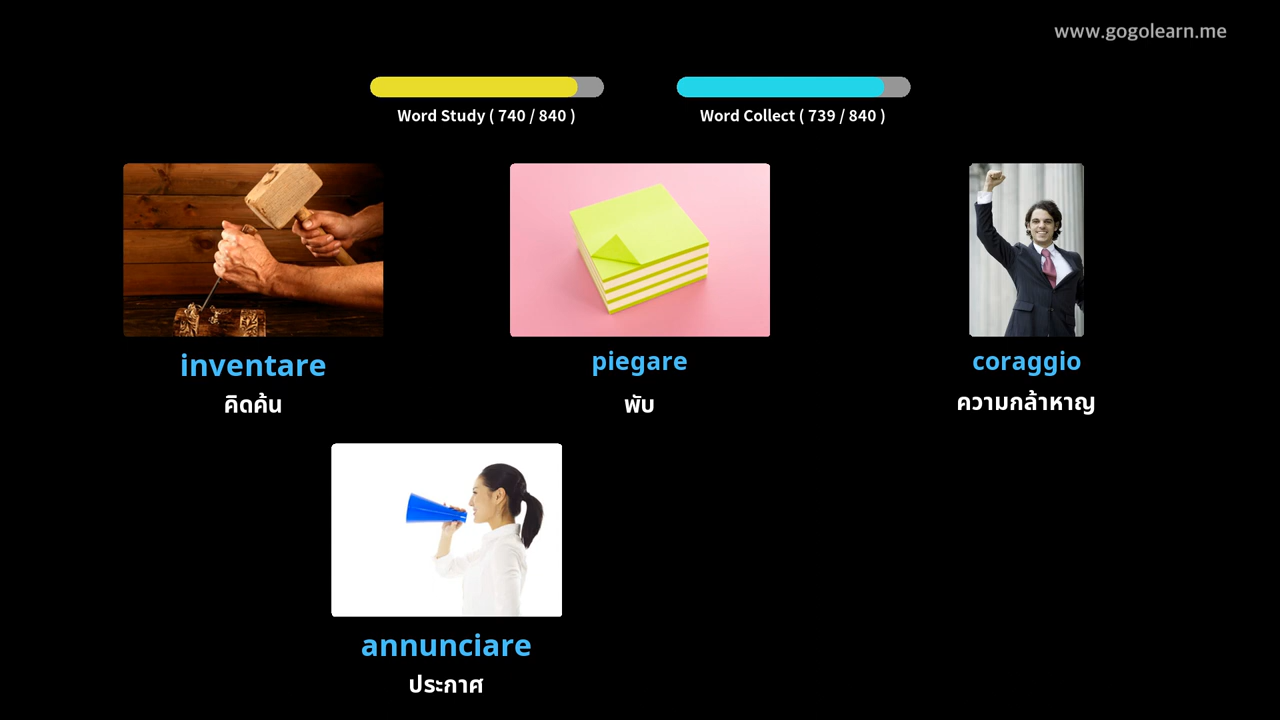 www.gogolearn.me
Word Study ( 740 / 840 )
Word Collect ( 739 / 840 )
inventare
คิดค้น
piegare
พับ
coraggio
ความกล้าหาญ
annunciare
ประกาศ